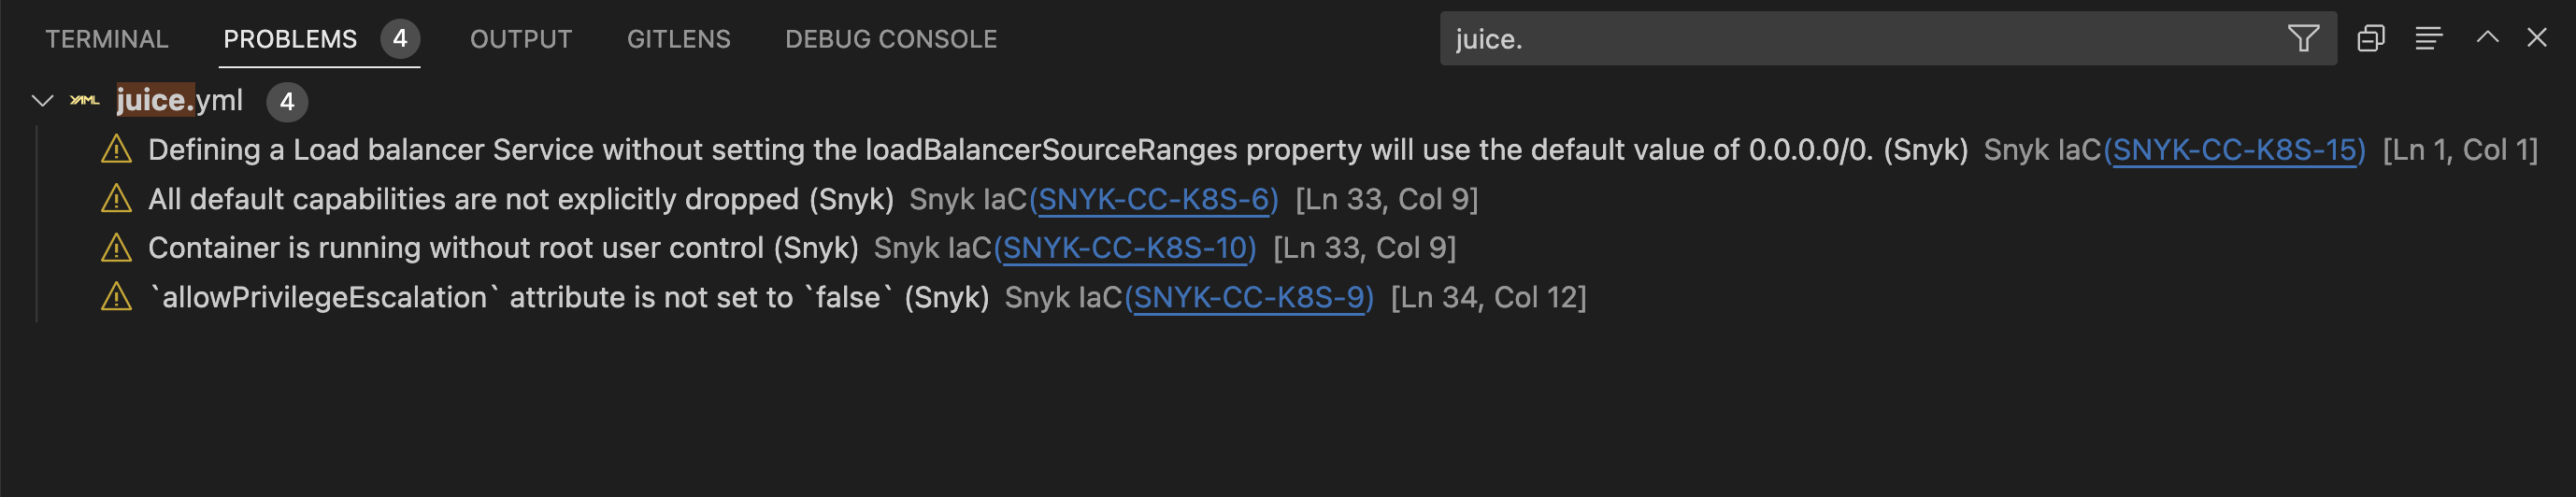 TERMINAL PROBLEMS 4 OUTPUT GITLENS DEBUG CONSOLE juice.
YAML juice.yml 4
Defining a Load balancer Service without setting the loadBalancerSourceRanges property will use the default value of 0.0.0.0/0. (Snyk) Snyk IaC(SNYK-CC-K8S-15) [Ln 1, Col 1]
All default capabilities are not explicitly dropped (Snyk) Snyk IaC(SNYK-CC-K8S-6) [Ln 33, Col 9]
Container is running without root user control (Snyk) Snyk IaC(SNYK-CC-K8S-10) [Ln 33, Col 9]
`allowPrivilegeEscalation` attribute is not set to `false` (Snyk) Snyk IaC(SNYK-CC-K8S-9) [Ln 34, Col 12]